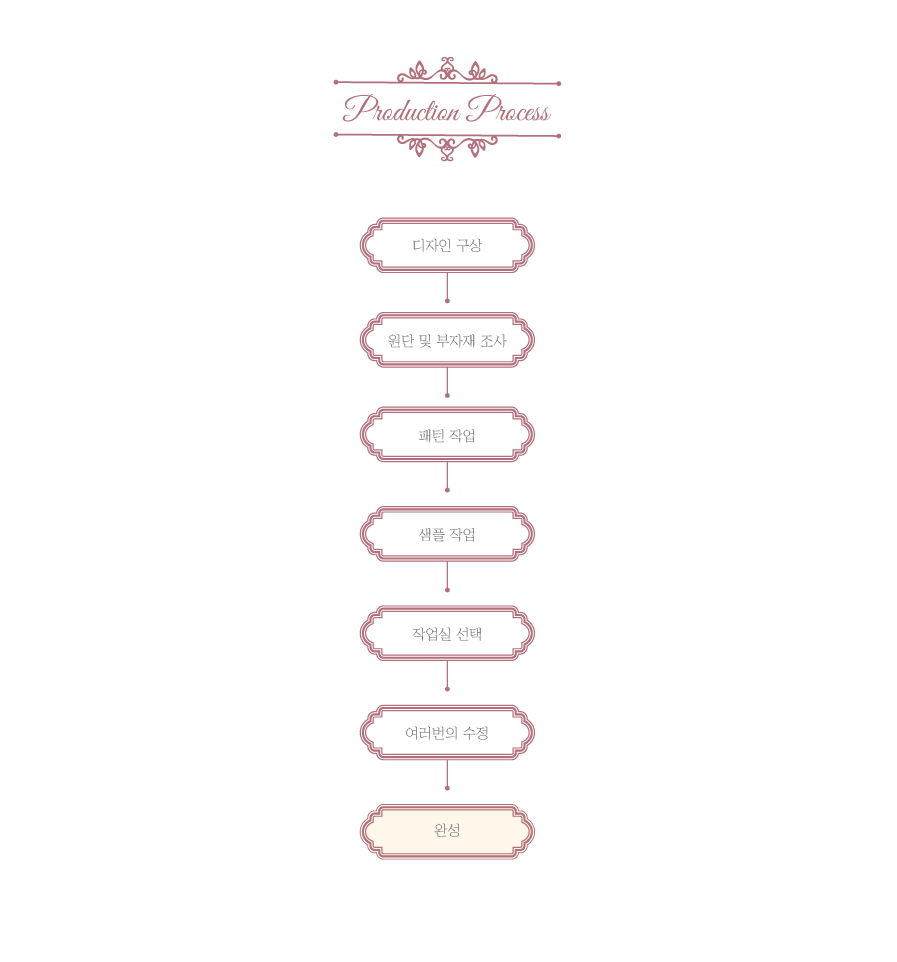 Production Process
디자인 구상
원단 및 부자재 조사
패턴 작업
샘플 작업
작업실 선택
여러번의 수정
완성